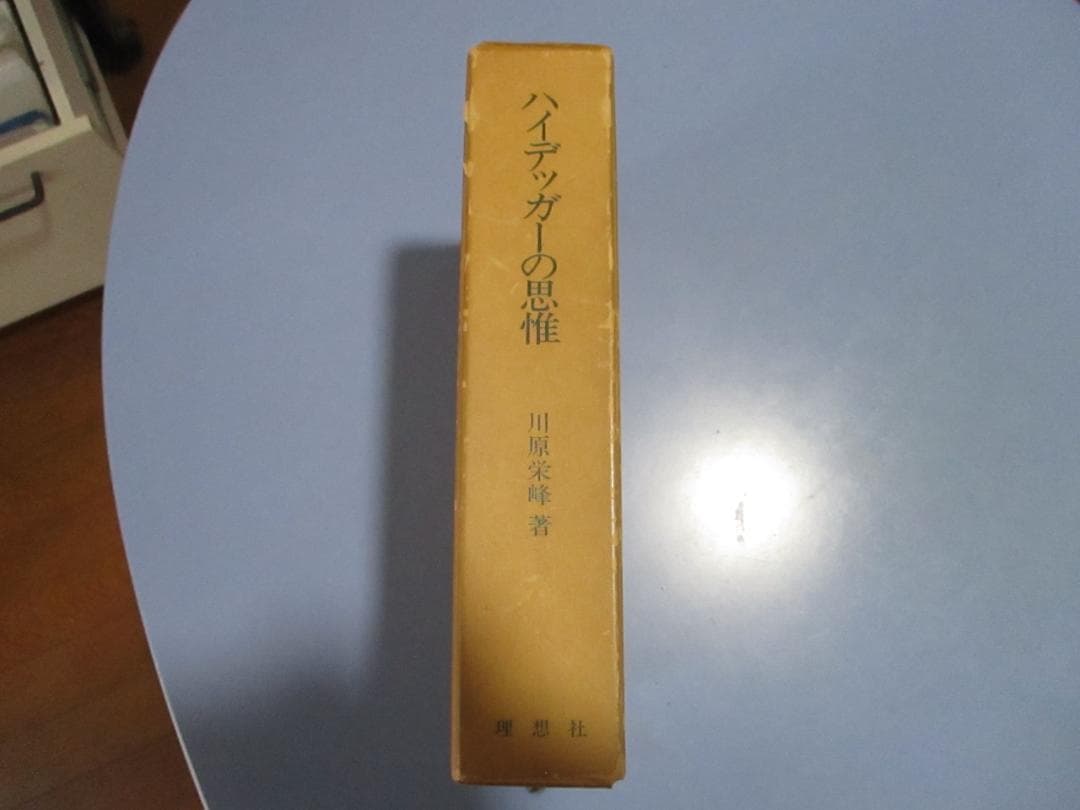 ハイデッガーの思惟
川原栄峰 著
理想社